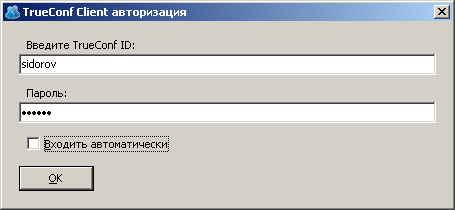 TrueConf Client авторизация
Введите TrueConf ID:
sidorov
Пароль:
••••••
Входить автоматически
OK